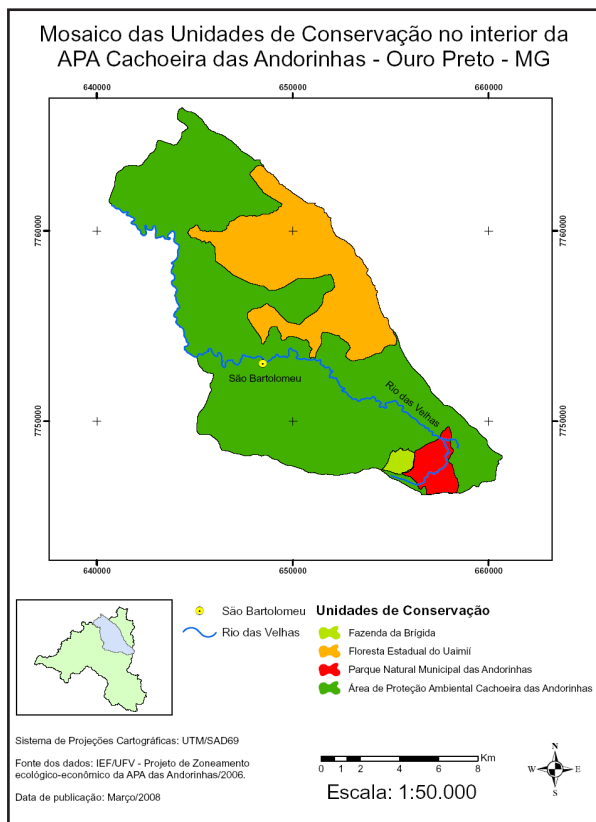 Mosaico das Unidades de Conservação no interior da
APA Cachoeira das Andorinhas - Ouro Preto - MG
640000 650000 660000
7760000 7760000
São Bartolomeu
Rio das Velhas
7750000 7750000
640000 650000 660000
São Bartolomeu
Rio das Velhas
Unidades de Conservação
Fazenda da Brígida
Floresta Estadual do Uaimií
Parque Natural Municipal das Andorinhas
Área de Proteção Ambiental Cachoeira das Andorinhas
Sistema de Projeções Cartográficas: UTM/SAD69
Fonte dos dados: IEF/UFV - Projeto de Zoneamento
ecológico-econômico da APA das Andorinhas/2006.
Data de publicação: Março/2008
Km
0 1 2 4 6 8
Escala: 1:50.000
N
W E
S